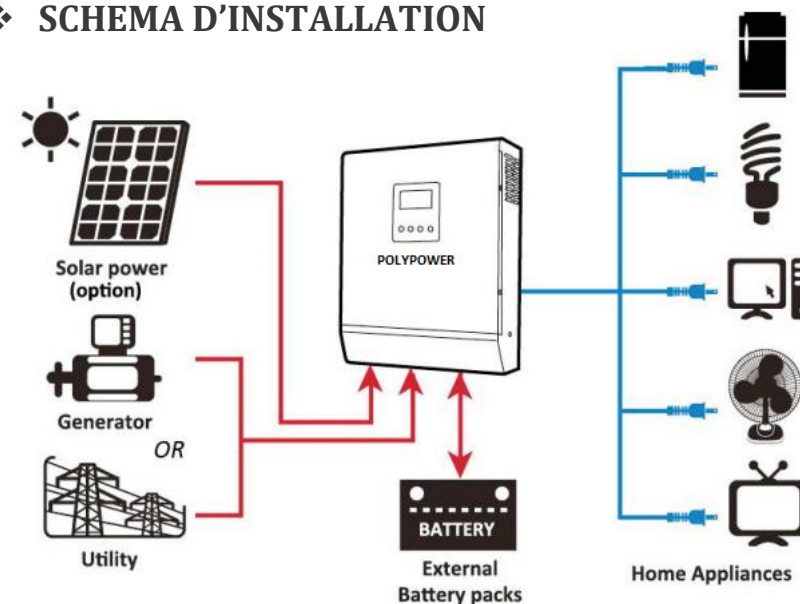 ❖ SCHEMA D'INSTALLATION
Solar power
(option)
POLYPOWER
Generator
OR
Utility
BATTERY
External
Battery packs
Home Appliances